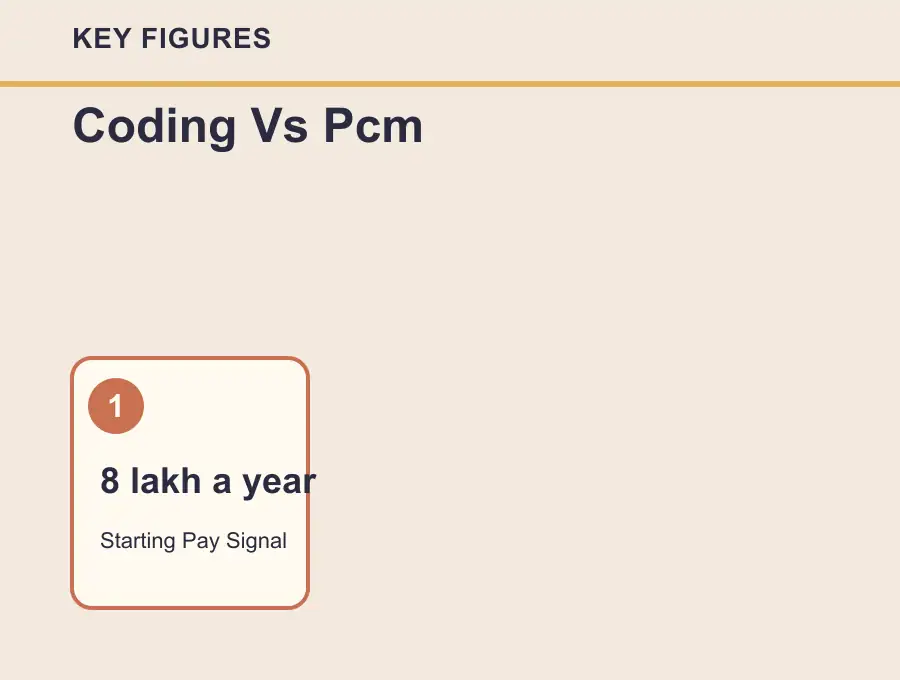 KEY FIGURES
Coding Vs Pcm
1
8 lakh a year
Starting Pay Signal